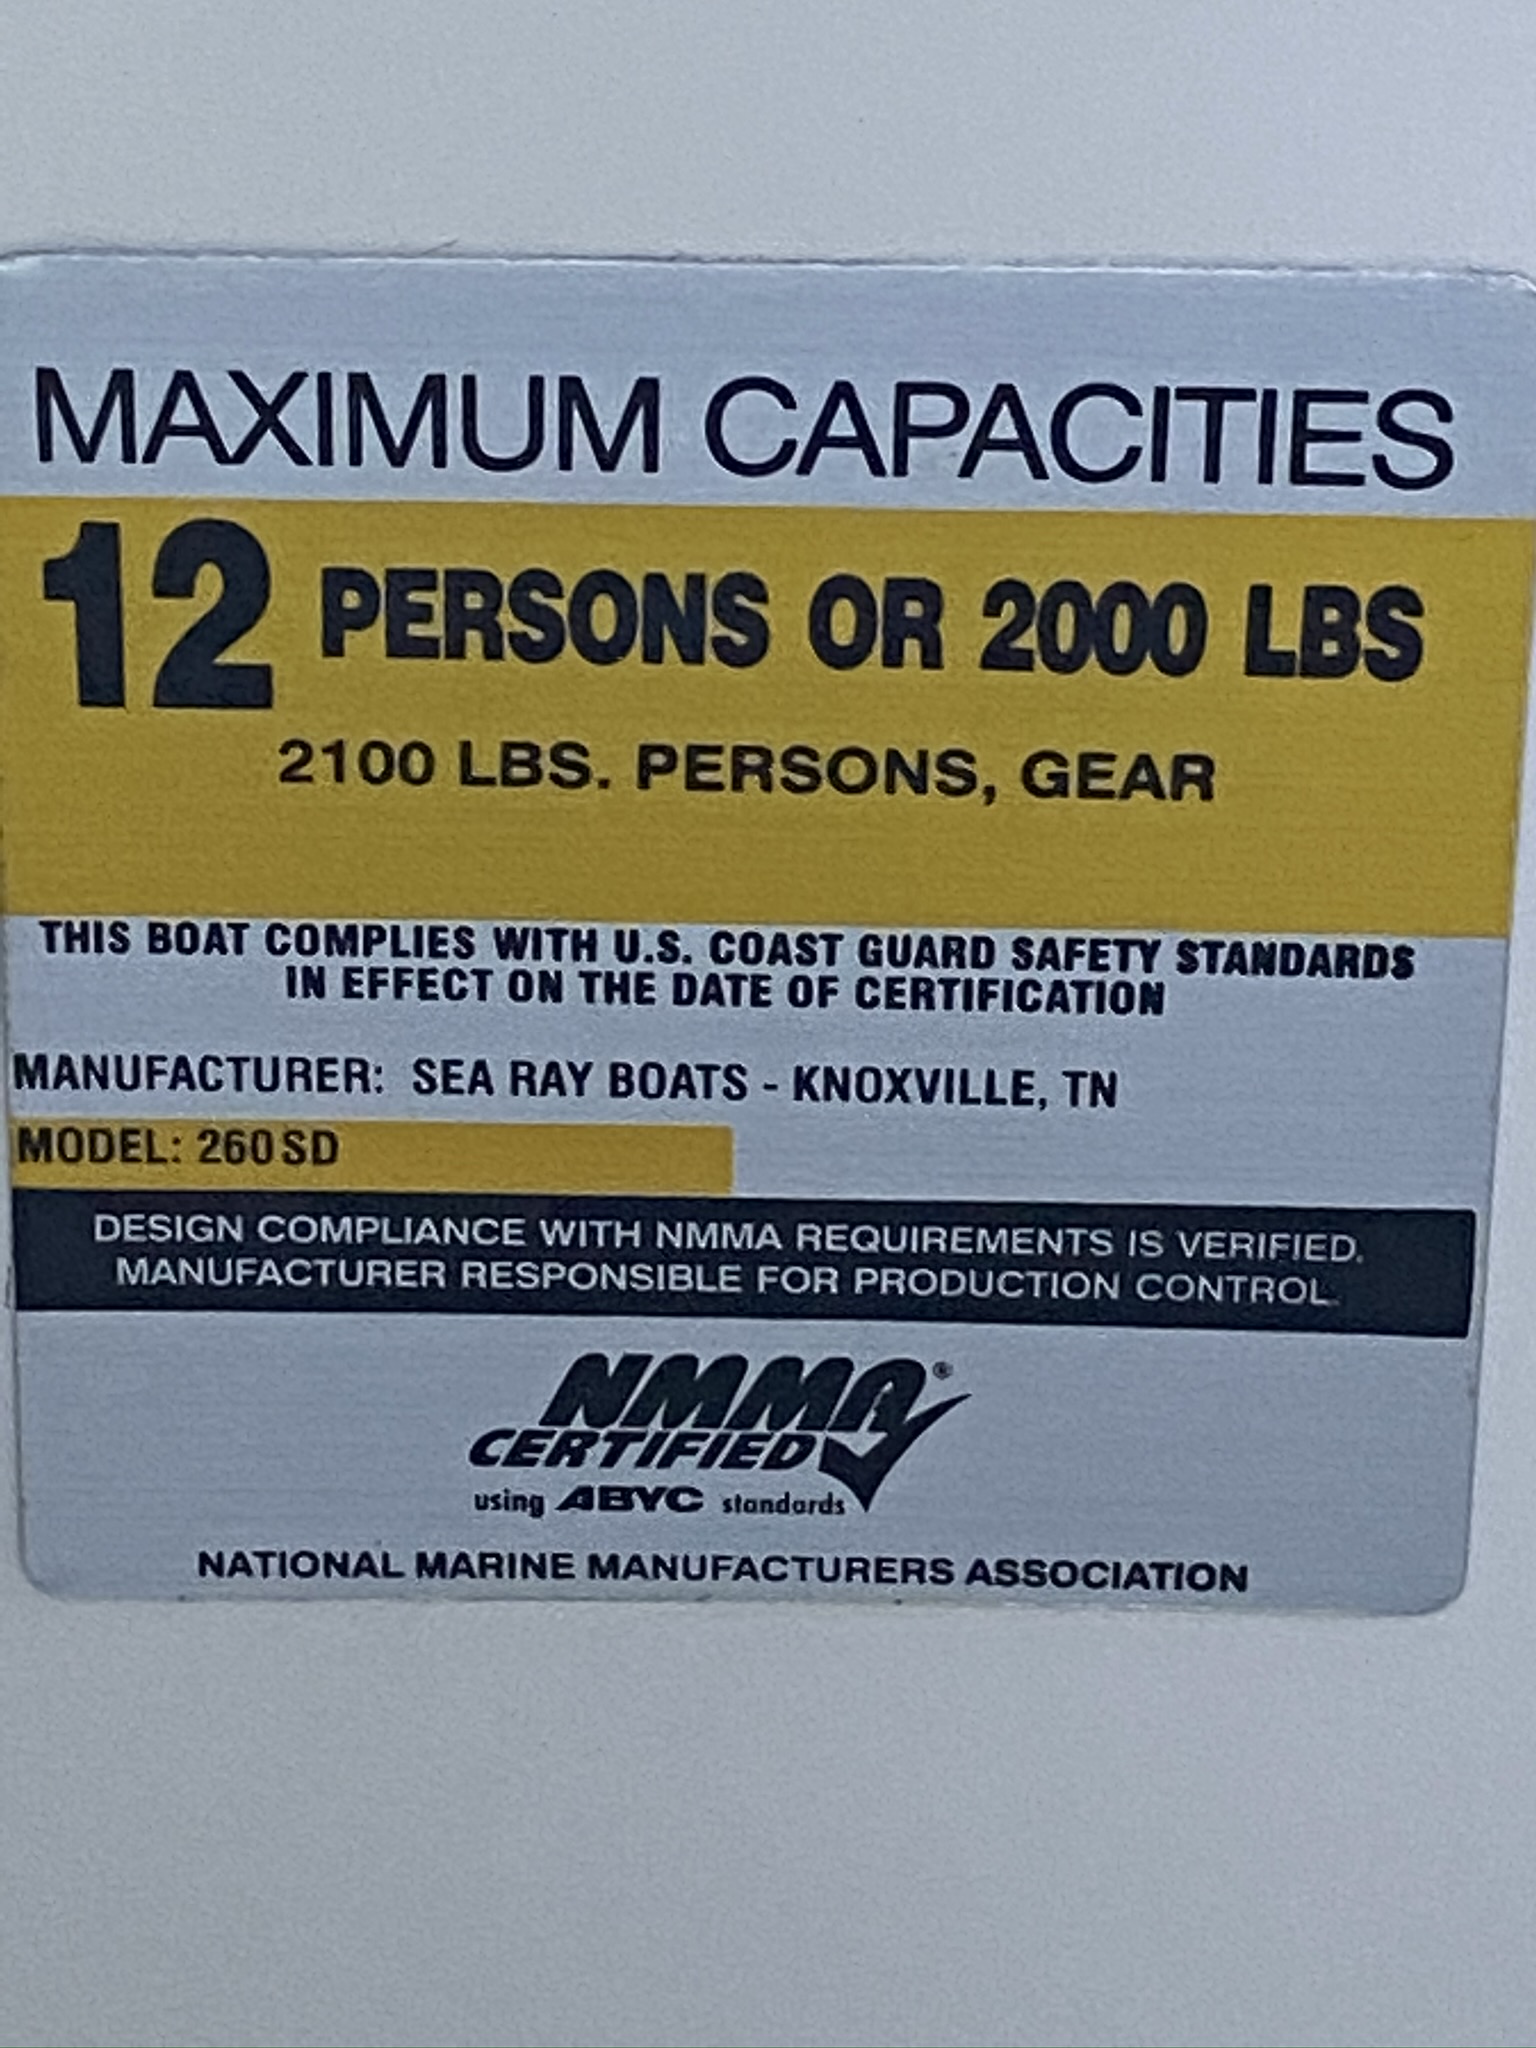 MAXIMUM CAPACITIES
12 PERSONS OR 2000 LBS
2100 LBS. PERSONS, GEAR
THIS BOAT COMPLIES WITH U.S. COAST GUARD SAFETY STANDARDS
IN EFFECT ON THE DATE OF CERTIFICATION
MANUFACTURER: SEA RAY BOATS - KNOXVILLE, TN
MODEL: 260 SD
DESIGN COMPLIANCE WITH NMMA REQUIREMENTS IS VERIFIED.
MANUFACTURER RESPONSIBLE FOR PRODUCTION CONTROL.
NMMA®
CERTIFIED
using ABYC standards
NATIONAL MARINE MANUFACTURERS ASSOCIATION